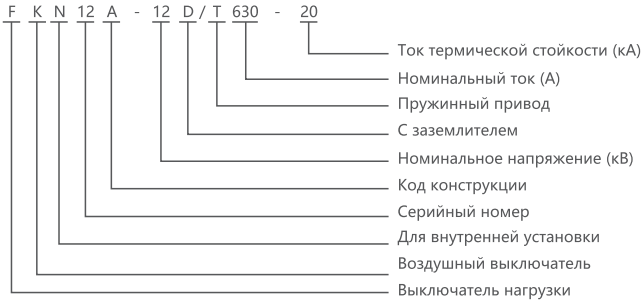 F K N 12 A - 12 D / T 630 - 20
Ток термической стойкости (кА)
Номинальный ток (А)
Пружинный привод
С заземлителем
Номинальное напряжение (кВ)
Код конструкции
Серийный номер
Для внутренней установки
Воздушный выключатель
Выключатель нагрузки